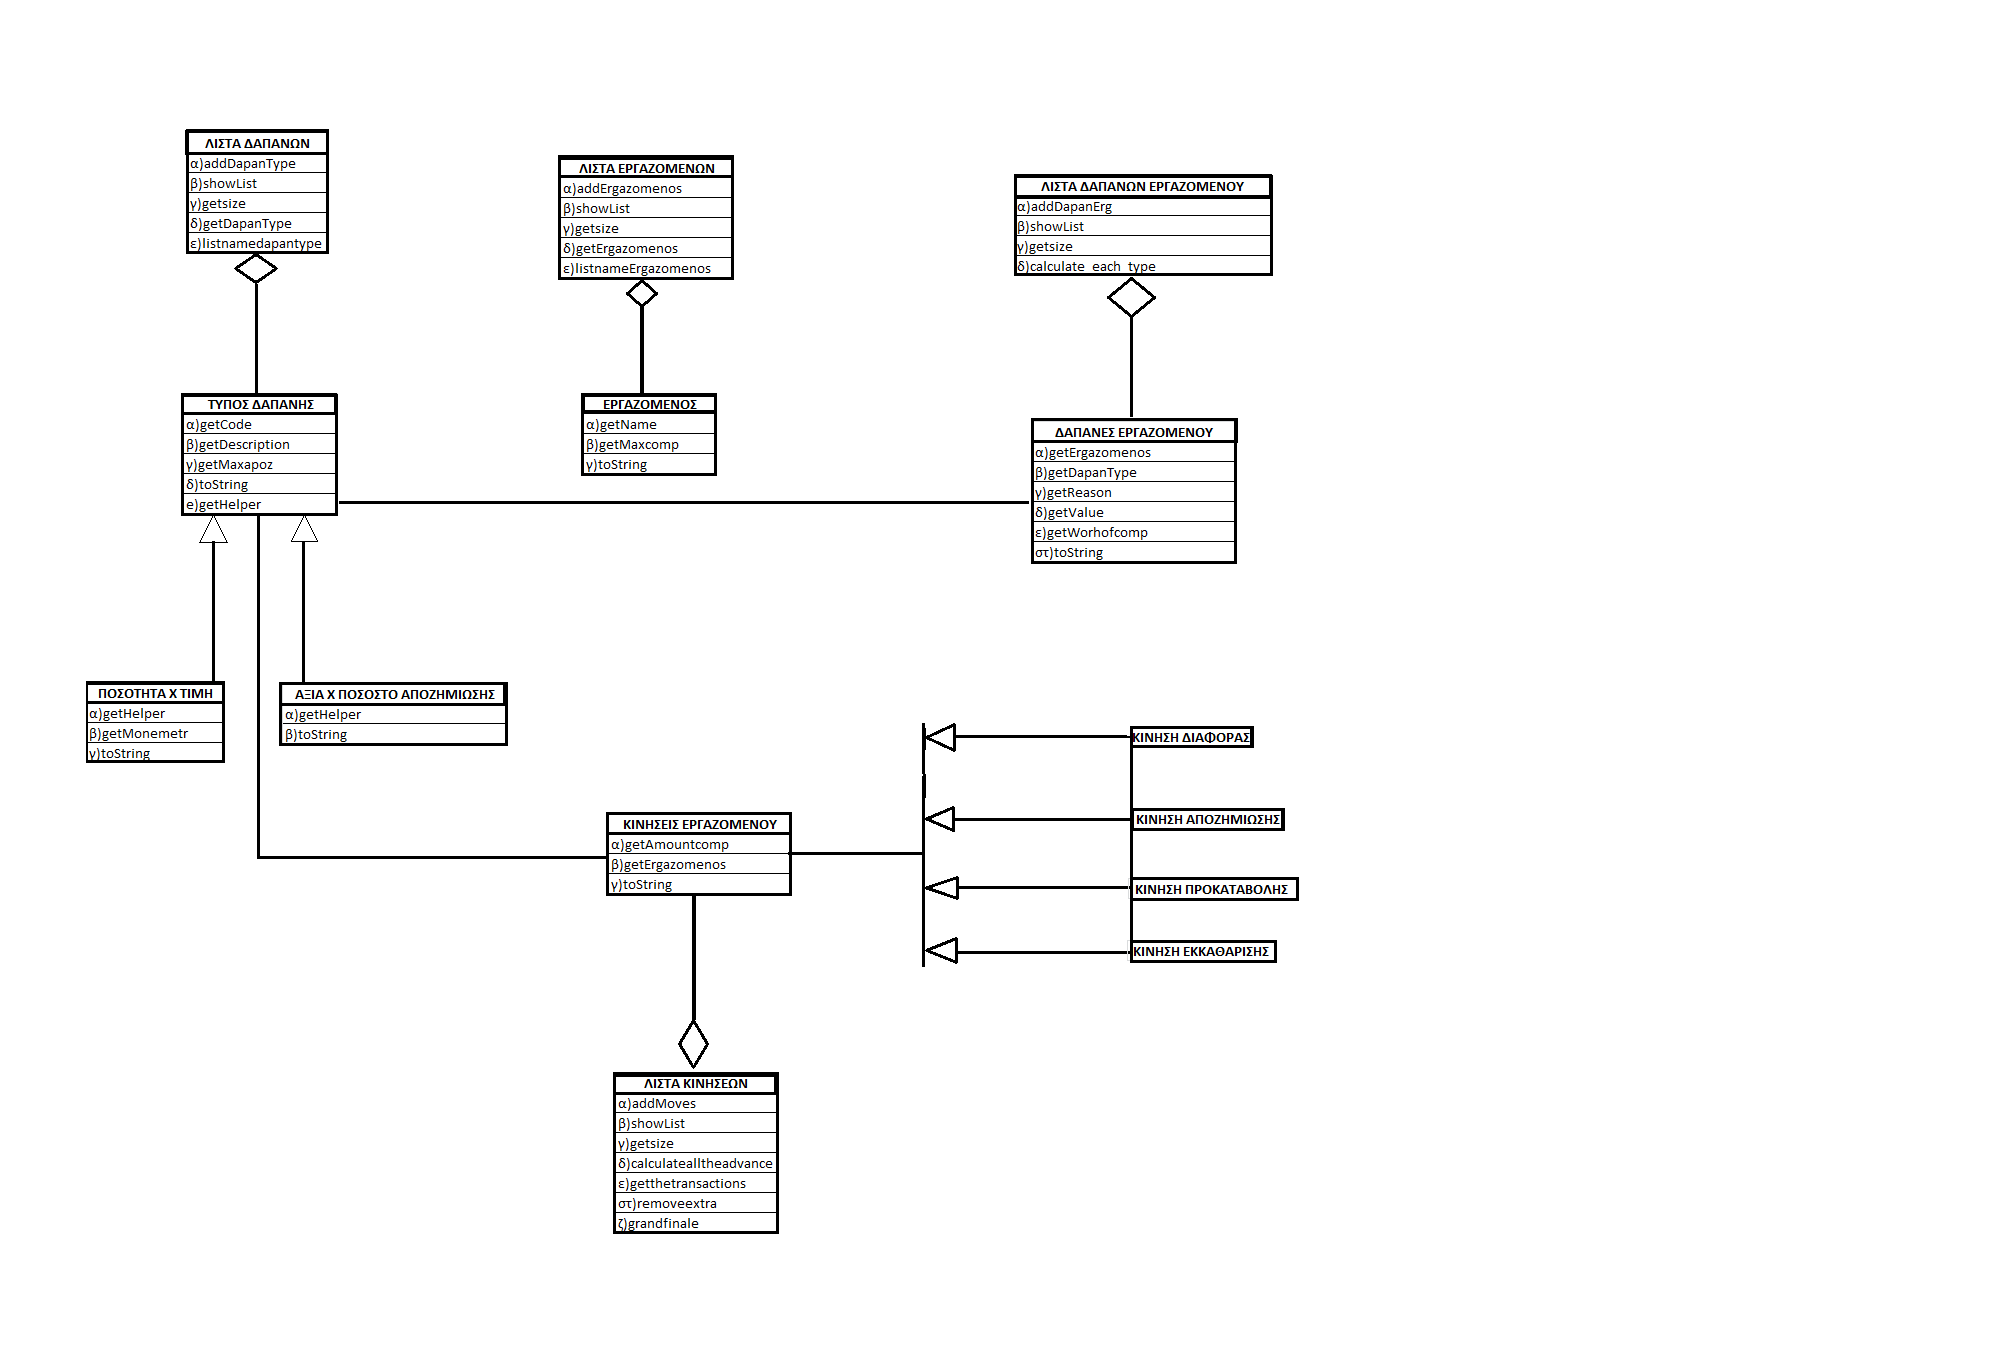 ΛΙΣΤΑ ΔΑΠΑΝΩΝ
α)addDapanType
β)showList
γ)getsize
δ)getDapanType
ε)listnamedapantype
ΛΙΣΤΑ ΕΡΓΑΖΟΜΕΝΩΝ
α)addErgazomenos
β)showList
γ)getsize
δ)getErgazomenos
ε)listnameErgazomenos
ΛΙΣΤΑ ΔΑΠΑΝΩΝ ΕΡΓΑΖΟΜΕΝΟΥ
α)addDapanErg
β)showList
γ)getsize
δ)calculate_each_type
ΤΥΠΟΣ ΔΑΠΑΝΗΣ
α)getCode
β)getDescription
γ)getMaxapoz
δ)toString
e)getHelper
ΕΡΓΑΖΟΜΕΝΟΣ
α)getName
β)getMaxcomp
γ)toString
ΔΑΠΑΝΕΣ ΕΡΓΑΖΟΜΕΝΟΥ
α)getErgazomenos
β)getDapanType
γ)getReason
δ)getValue
ε)getWorhofcomp
στ)toString
ΠΟΣΟΤΗΤΑ Χ ΤΙΜΗ
α)getHelper
β)getMonemetr
γ)toString
ΑΞΙΑ Χ ΠΟΣΟΣΤΟ ΑΠΟΖΗΜΙΩΣΗΣ
α)getHelper
β)toString
ΚΙΝΗΣΕΙΣ ΕΡΓΑΖΟΜΕΝΟΥ
α)getAmountcomp
β)getErgazomenos
γ)toString
ΚΙΝΗΣΗ ΔΙΑΦΟΡΑΣ
ΚΙΝΗΣΗ ΑΠΟΖΗΜΙΩΣΗΣ
ΚΙΝΗΣΗ ΠΡΟΚΑΤΑΒΟΛΗΣ
ΚΙΝΗΣΗ ΕΚΚΑΘΑΡΙΣΗΣ
ΛΙΣΤΑ ΚΙΝΗΣΕΩΝ
α)addMoves
β)showList
γ)getsize
δ)calculatealltheadvance
ε)getthetransactions
στ)removeextra
ζ)grandfinale